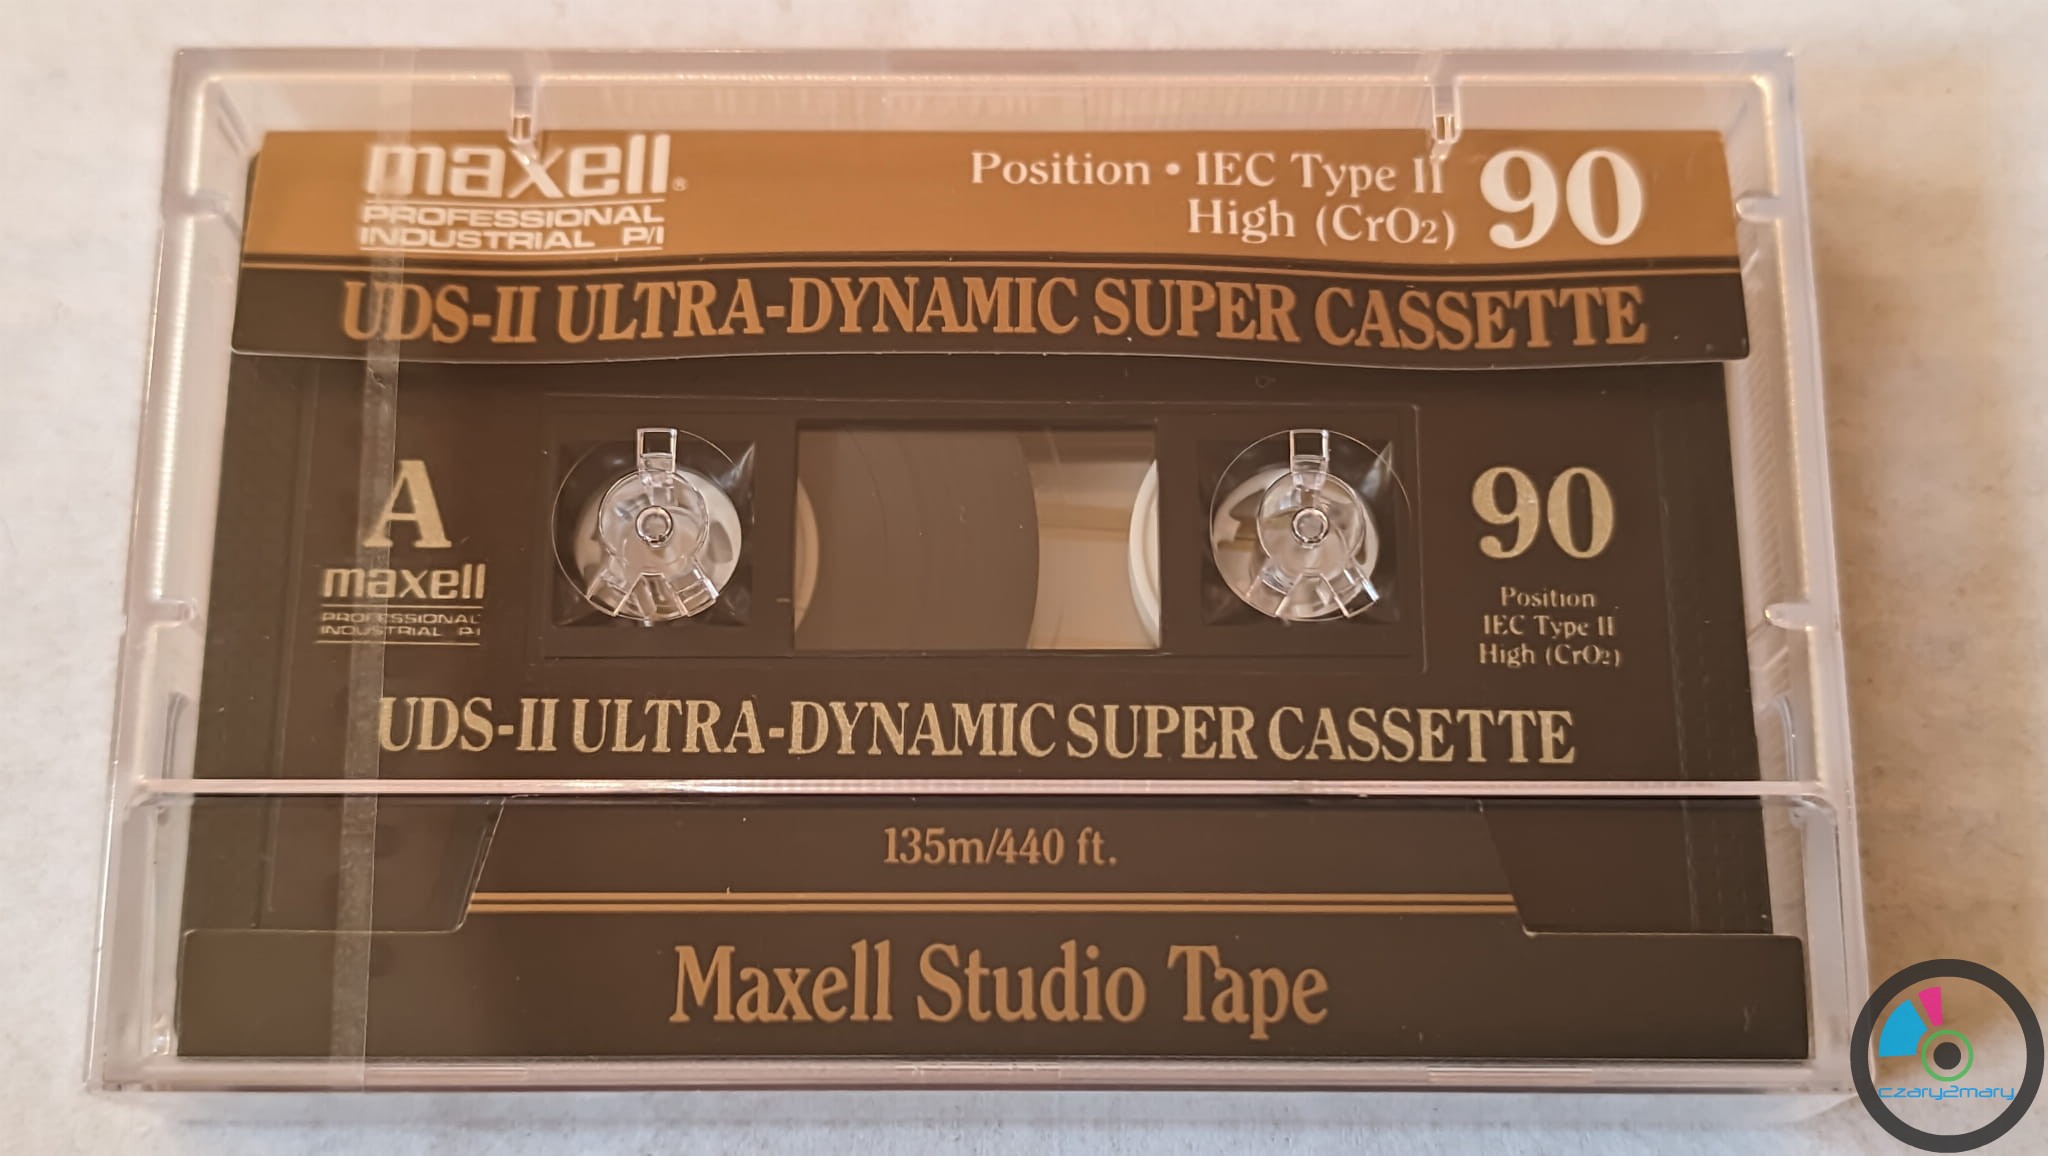 maxell®
PROFESSIONAL
INDUSTRIAL P/I
Position • IEC Type II
High (CrO2)
90
UDS-II ULTRA-DYNAMIC SUPER CASSETTE
A
maxell
PROFESSIONAL
INDUSTRIAL P/I
90
Position
IEC Type II
High (CrO2)
UDS-II ULTRA-DYNAMIC SUPER CASSETTE
135m/440 ft.
Maxell Studio Tape
czary2mary